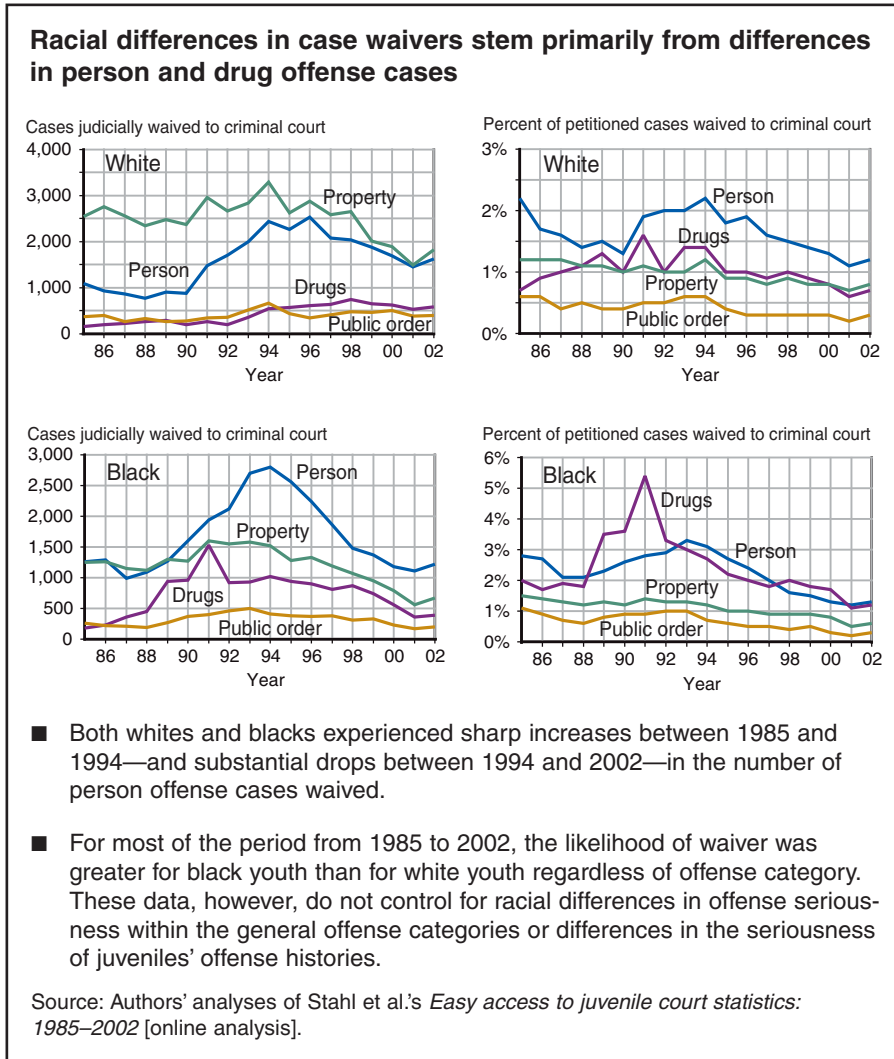 Racial differences in case waivers stem primarily from differences
in person and drug offense cases
Cases judicially waived to criminal court
4,000
3,000
2,000
1,000
0
White
Property
Person
Drugs
Public order
86 88 90 92 94 96 98 00 02
Year
Percent of petitioned cases waived to criminal court
3%
2%
1%
0%
White
Person
Drugs
Property
Public order
86 88 90 92 94 96 98 00 02
Year
Cases judicially waived to criminal court
3,000
2,500
2,000
1,500
1,000
500
0
Black
Person
Property
Drugs
Public order
86 88 90 92 94 96 98 00 02
Year
Percent of petitioned cases waived to criminal court
6%
5%
4%
3%
2%
1%
0%
Black
Drugs
Person
Property
Public order
86 88 90 92 94 96 98 00 02
Year
■ Both whites and blacks experienced sharp increases between 1985 and
1994—and substantial drops between 1994 and 2002—in the number of
person offense cases waived.
■ For most of the period from 1985 to 2002, the likelihood of waiver was
greater for black youth than for white youth regardless of offense category.
These data, however, do not control for racial differences in offense serious-
ness within the general offense categories or differences in the seriousness
of juveniles' offense histories.
Source: Authors' analyses of Stahl et al.'s Easy access to juvenile court statistics:
1985–2002 [online analysis].